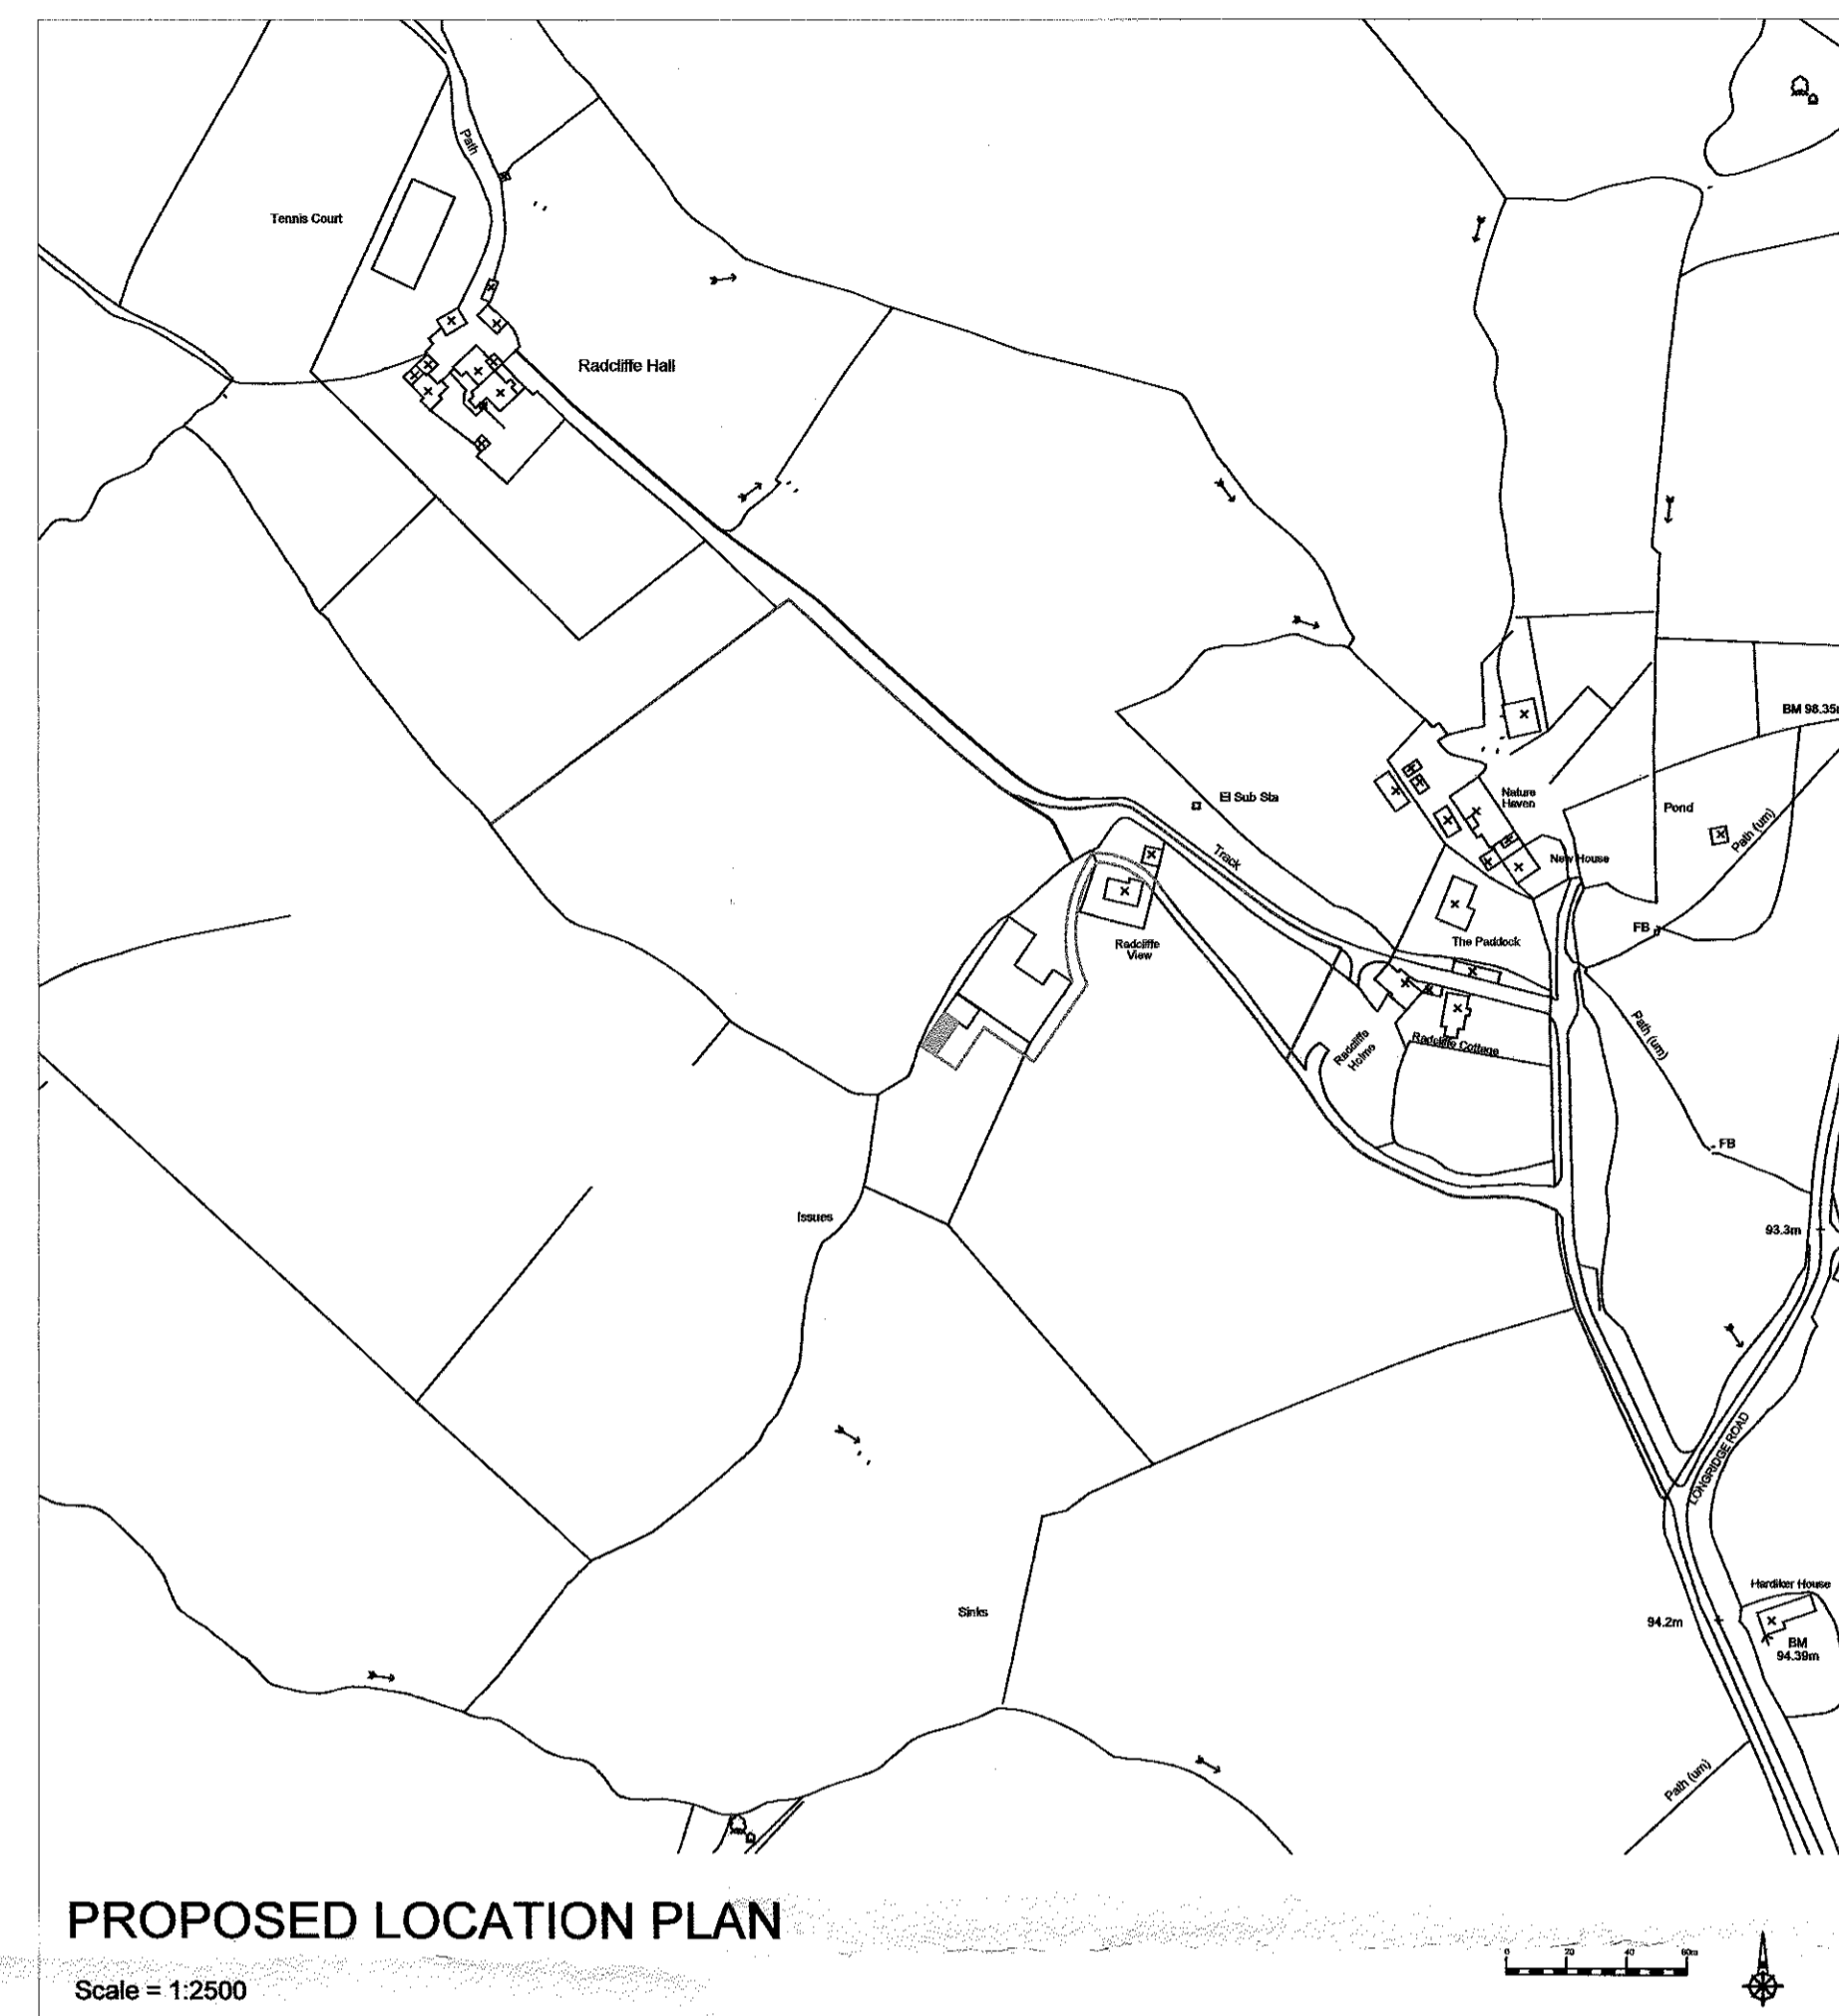 Path
Tennis Court
Radcliffe Hall
BM 98.35
El Sub Sta
Nature
Haven
Pond
Path (um)
Track
New House
FB
The Paddock
Radcliffe
View
Radcliffe
Holme
Radcliffe Cottage
Path (um)
FB
Issues
93.3m
LONGRIDGE ROAD
Hardiker House
Sinks
94.2m
BM
94.39m
Path (um)
PROPOSED LOCATION PLAN
0 20 40 60m
Scale = 1:2500